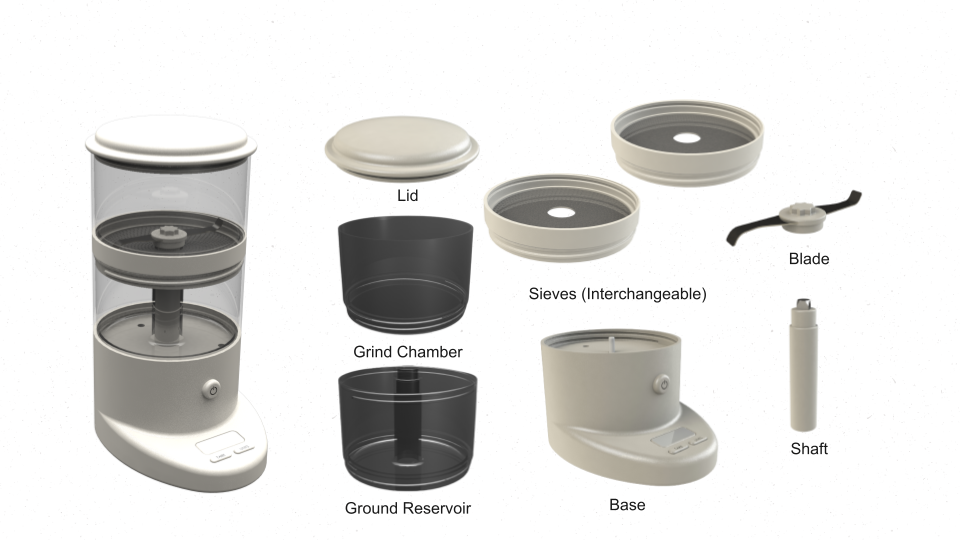 Lid
Blade
Sieves (Interchangeable)
Grind Chamber
Shaft
Ground Reservoir
Base